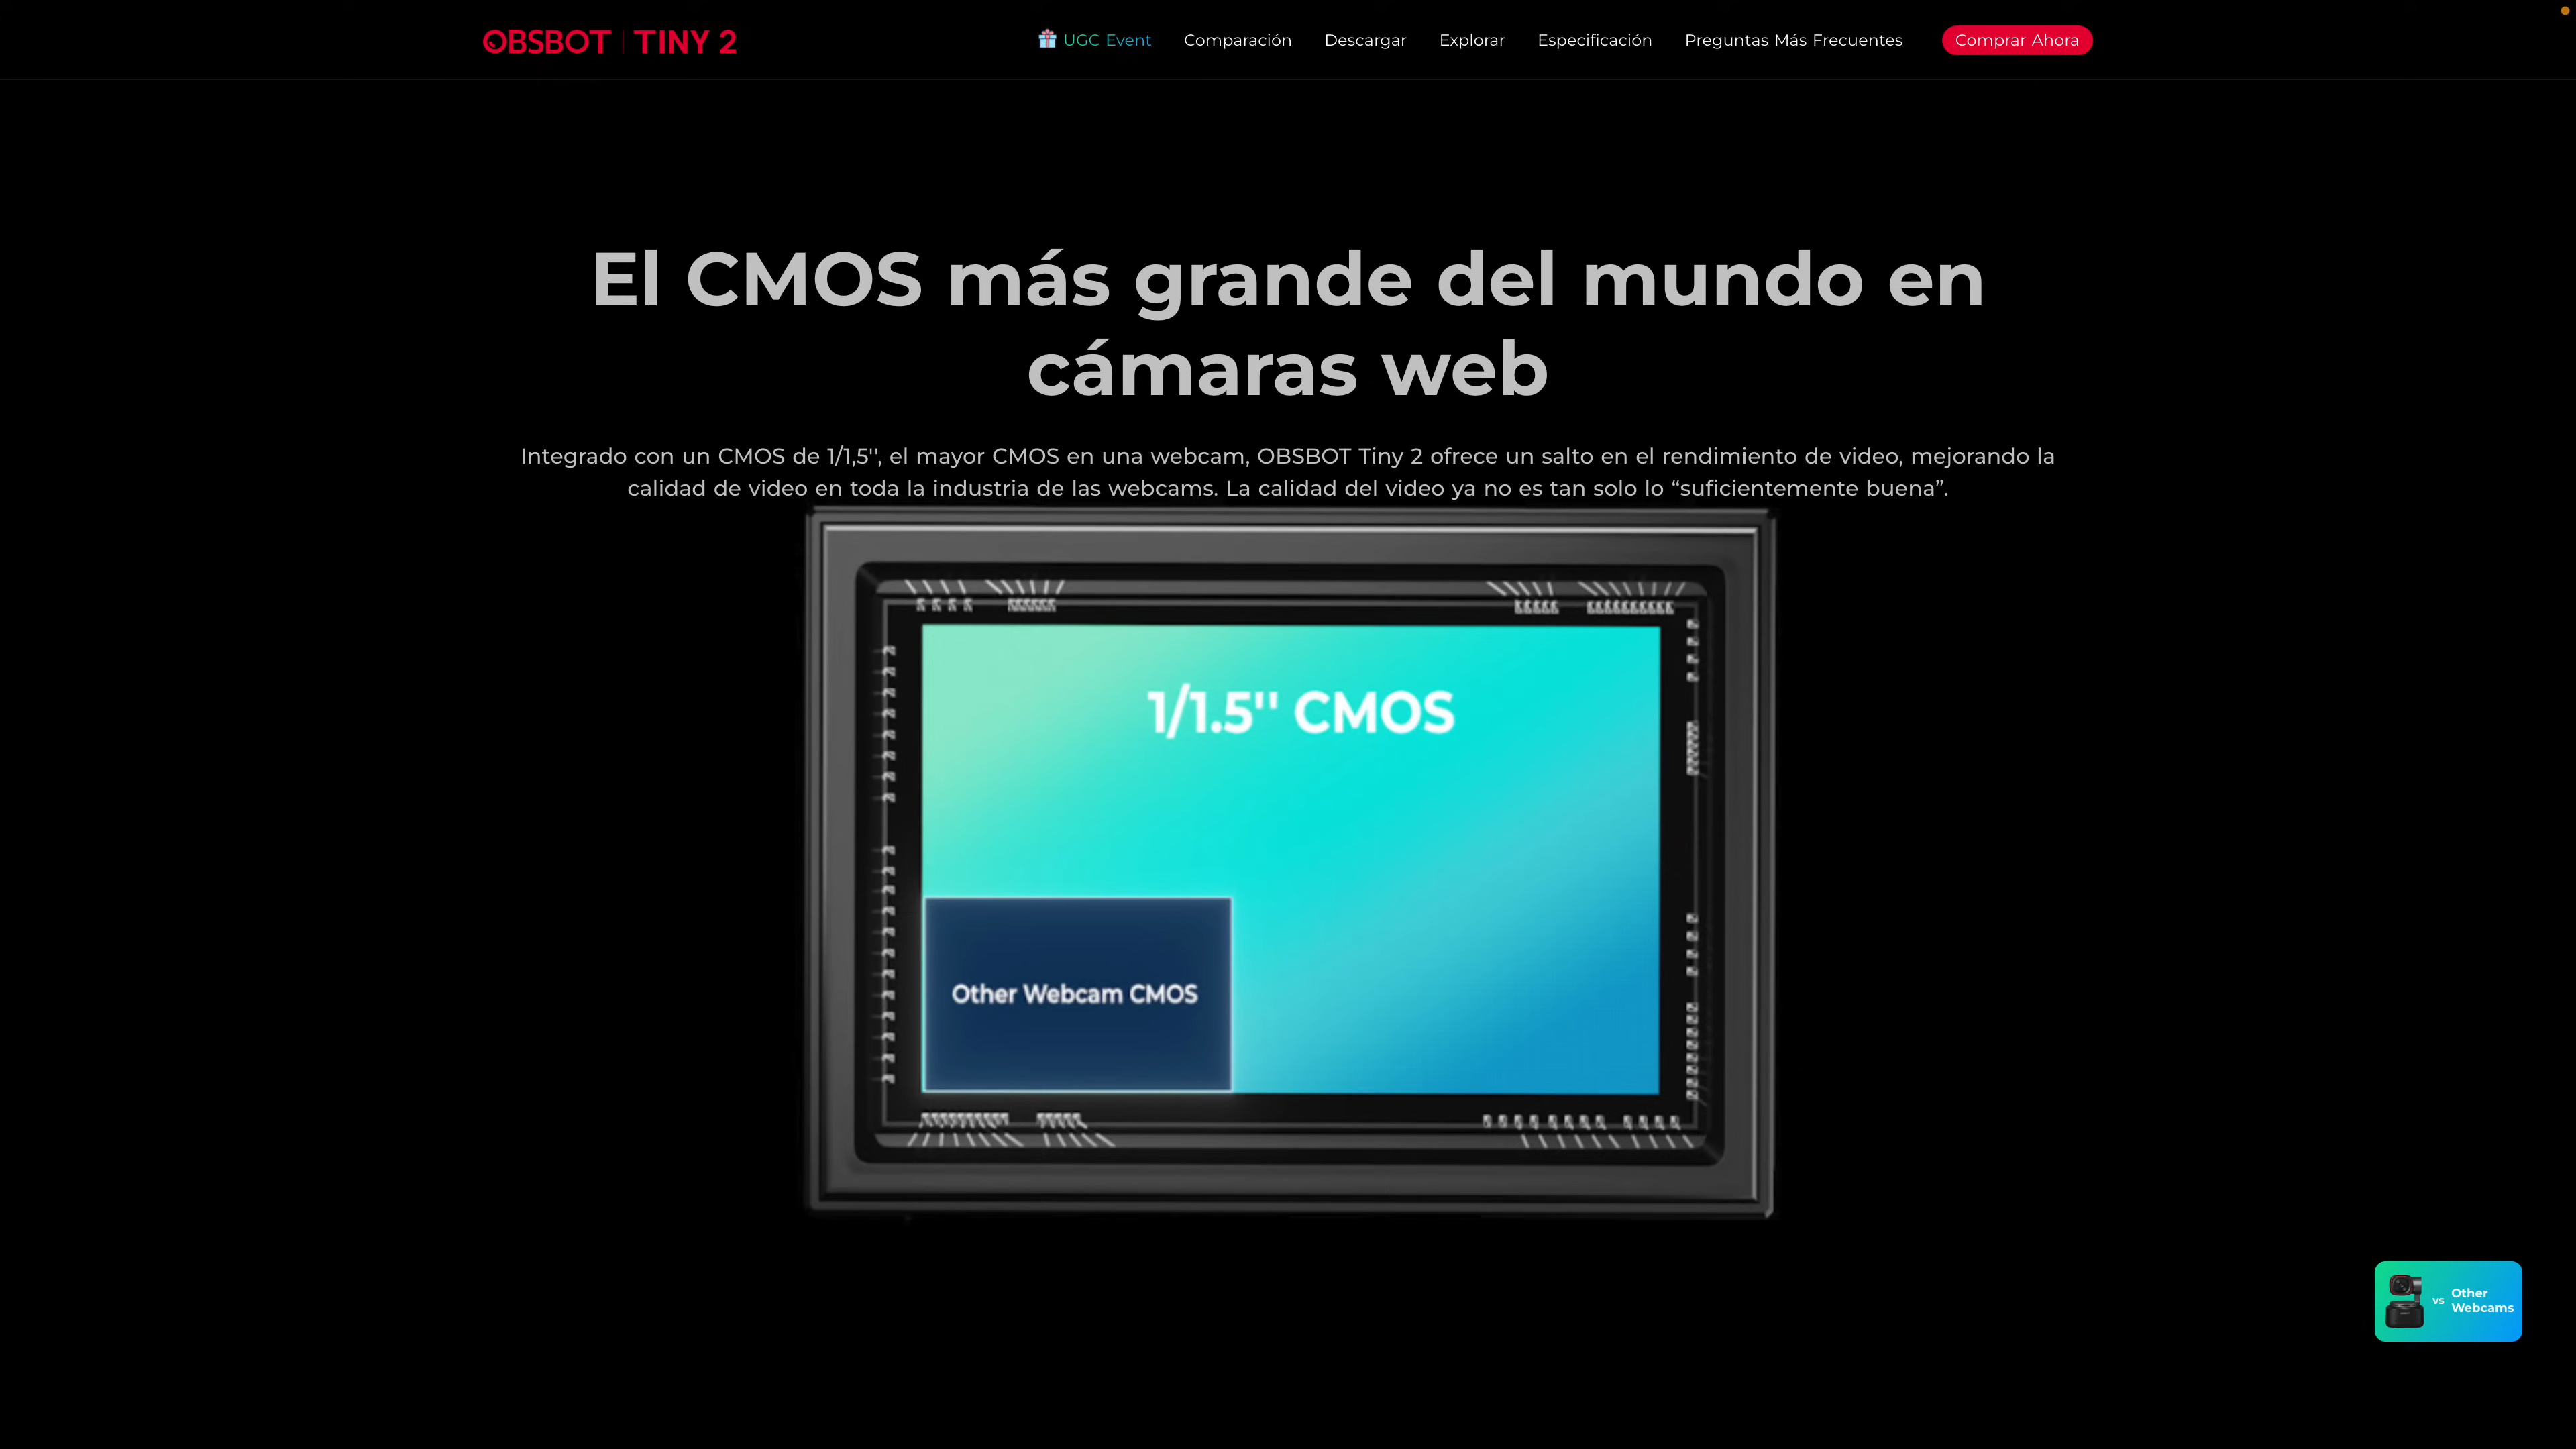 OBSBOT | TINY 2
UGC Event
Comparación
Descargar
Explorar
Especificación
Preguntas Más Frecuentes
Comprar Ahora
El CMOS más grande del mundo en
cámaras web
Integrado con un CMOS de 1/1,5'', el mayor CMOS en una webcam, OBSBOT Tiny 2 ofrece un salto en el rendimiento de video, mejorando la
calidad de video en toda la industria de las webcams. La calidad del video ya no es tan solo lo “suficientemente buena”.
1/1.5'' CMOS
Other Webcam CMOS
vs
Other
Webcams